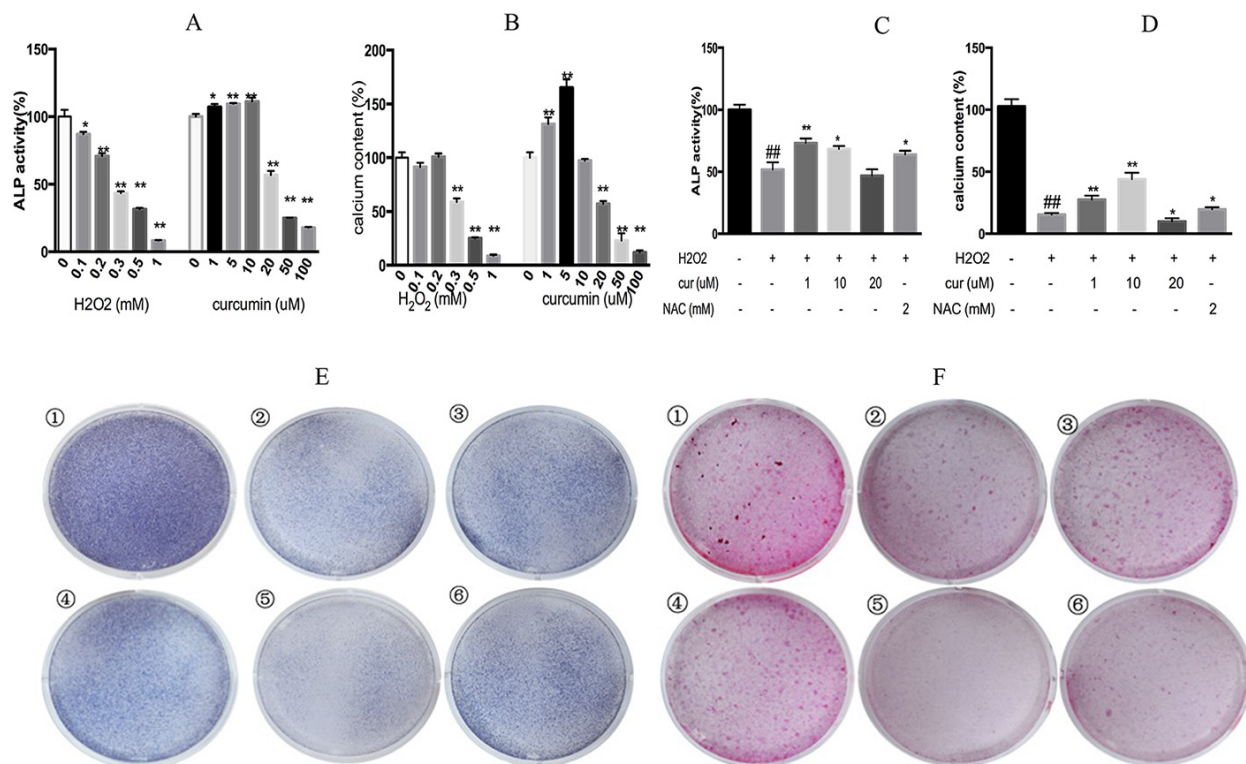 A
ALP activity(%)
150
100
50
0
* ** ** ** ** * ** ** ** ** **
0 0.1 0.2 0.3 0.5 1 0 1 5 10 20 50 100
H2O2 (mM) curcumin (uM)
B
calcium content (%)
200
150
100
50
0
** ** ** ** ** ** ** **
0 0.1 0.2 0.3 0.5 1 0 1 5 10 20 50 100
H2O2 (mM) curcumin (uM)
C
ALP activity(%)
150
100
50
0
## ** * *
H2O2 - + + + + +
cur (uM) - - 1 10 20 -
NAC (mM) - - - - - 2
D
calcium content (%)
150
100
50
0
## ** ** * *
H2O2 - + + + + +
cur (uM) - - 1 10 20 -
NAC (mM) - - - - - 2
E
① ② ③
④ ⑤ ⑥
F
① ② ③
④ ⑤ ⑥